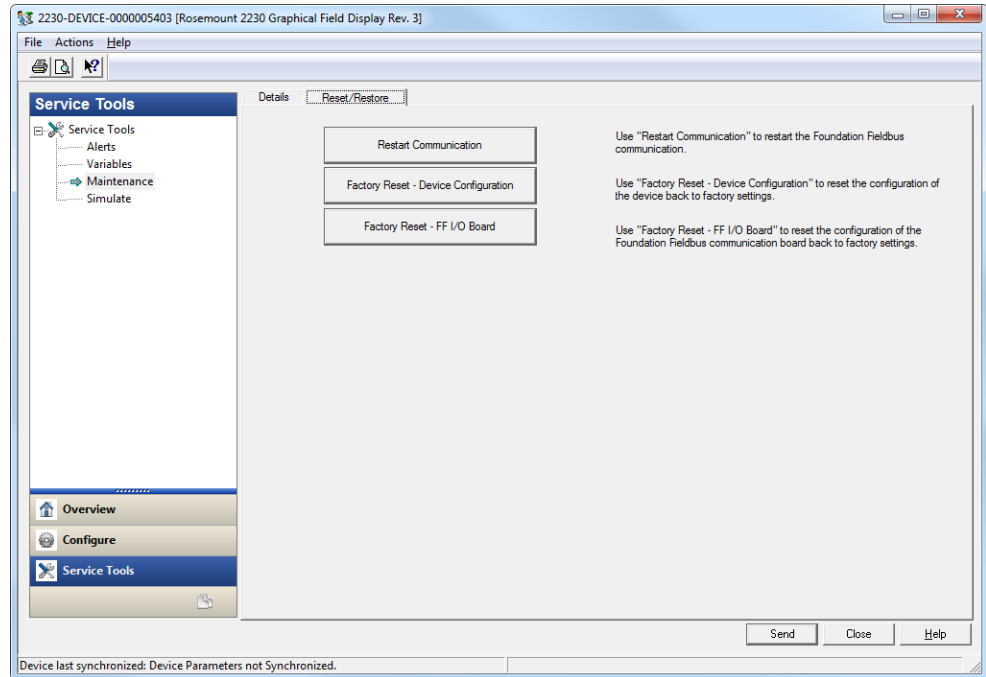 2230-DEVICE-0000005403 [Rosemount 2230 Graphical Field Display Rev. 3]
File Actions Help
Service Tools
Service Tools
Alerts
Variables
Maintenance
Simulate
Overview
Configure
Service Tools
Details Reset/Restore
Restart Communication
Use "Restart Communication" to restart the Foundation Fieldbus
communication.
Factory Reset - Device Configuration
Use "Factory Reset - Device Configuration" to reset the configuration of
the device back to factory settings.
Factory Reset - FF I/O Board
Use "Factory Reset - FF I/O Board" to reset the configuration of the
Foundation Fieldbus communication board back to factory settings.
Send Close Help
Device last synchronized: Device Parameters not Synchronized.